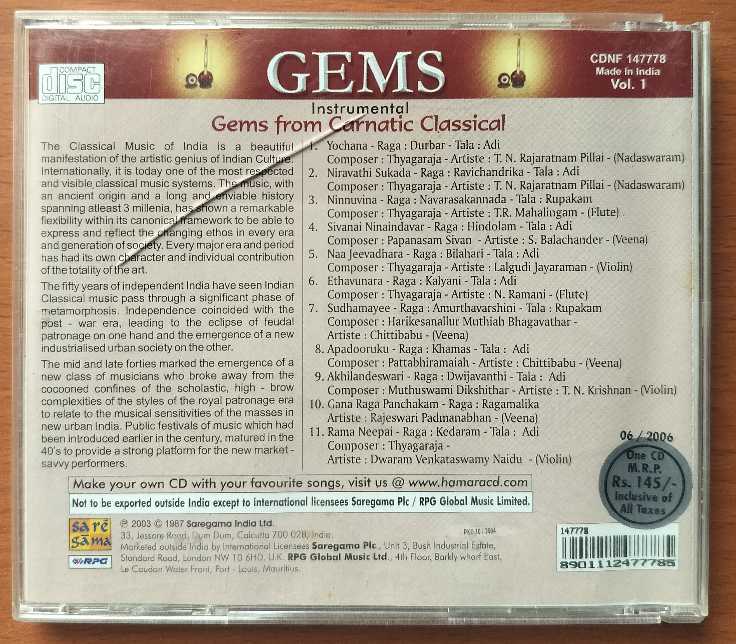 COMPACT
disc
DIGITAL AUDIO
GEMS
CDNF 147778
Made in India
Vol. 1
Instrumental
Gems from Carnatic Classical
The Classical Music of India is a beautiful
manifestation of the artistic genius of Indian Culture.
Internationally, it is today one of the most respected
and visible classical music systems. The music, with
an ancient origin and a long and enviable history
spanning atleast 3 millenia, has shown a remarkable
flexibility within its canonical framework to be able to
express and reflect the changing ethos in every era
and generation of society. Every major era and period
has had its own character and individual contribution
of the totality of the art.
The fifty years of independent India have seen Indian
Classical music pass through a significant phase of
metamorphosis. Independence coincided with the
post - war era, leading to the eclipse of feudal
patronage on one hand and the emergence of a new
industrialised urban society on the other.
The mid and late forties marked the emergence of a
new class of musicians who broke away from the
cocooned confines of the scholastic, high - brow
complexities of the styles of the royal patronage era
to relate to the musical sensitivities of the masses in
new urban India. Public festivals of music which had
been introduced earlier in the century, matured in the
40's to provide a strong platform for the new market -
savvy performers.
1. Yochana - Raga : Durbar - Tala : Adi
Composer : Thyagaraja - Artiste : T. N. Rajaratnam Pillai - (Nadaswaram)
2. Niravathi Sukada - Raga : Ravichandrika - Tala : Adi
Composer : Thyagaraja - Artiste : T. N. Rajaratnam Pillai - (Nadaswaram)
3. Ninnuvina - Raga : Navarasakannada - Tala : Rupakam
Composer : Thyagaraja - Artiste : T.R. Mahalingam - (Flute)
4. Sivanai Ninaindavar - Raga : Hindolam - Tala : Adi
Composer : Papanasam Sivan - Artiste : S. Balachander - (Veena)
5. Naa Jeevadhara - Raga : Bilahari - Tala : Adi
Composer : Thyagaraja - Artiste : Lalgudi Jayaraman - (Violin)
6. Ethavunara - Raga : Kalyani - Tala : Adi
Composer : Thyagaraja - Artiste : N. Ramani - (Flute)
7. Sudhamayee - Raga : Amurthavarshini - Tala : Rupakam
Composer : Harikesanallur Muthiah Bhagavathar -
Artiste : Chittibabu - (Veena)
8. Apadooruku - Raga : Khamas - Tala : Adi
Composer : Pattabhiramaiah - Artiste : Chittibabu - (Veena)
9. Akhilandeswari - Raga : Dwijavanthi - Tala : Adi
Composer : Muthuswami Dikshithar - Artiste : T. N. Krishnan - (Violin)
10. Gana Raga Panchakam - Raga : Ragamalika
Artiste : Rajeswari Padmanabhan - (Veena)
11. Rama Neepai - Raga : Kedaram - Tala : Adi
Composer : Thyagaraja -
Artiste : Dwaram Venkataswamy Naidu - (Violin)
06 / 2006
One CD
M.R.P.
Rs. 145/-
Inclusive of
All Taxes
Make your own CD with your favourite songs, visit us @ www.hamaracd.com
Not to be exported outside India except to international licensees Saregama Plc / RPG Global Music Limited.
sa rē
gama
RPG
℗ 2003 © 1987 Saregama India Ltd.
33, Jessore Road, Dum Dum, Calcutta 700 028, India.
Marketed outside India by International Licensees Saregama Plc., Unit 3, Bush Industrial Estate,
Standard Road, London NW 10 6HD, U.K. RPG Global Music Ltd., 4th Floor, Barkly wharf East,
Le Caudan Water Front, Port - Louis, Mauritius.
147778
8901112477785